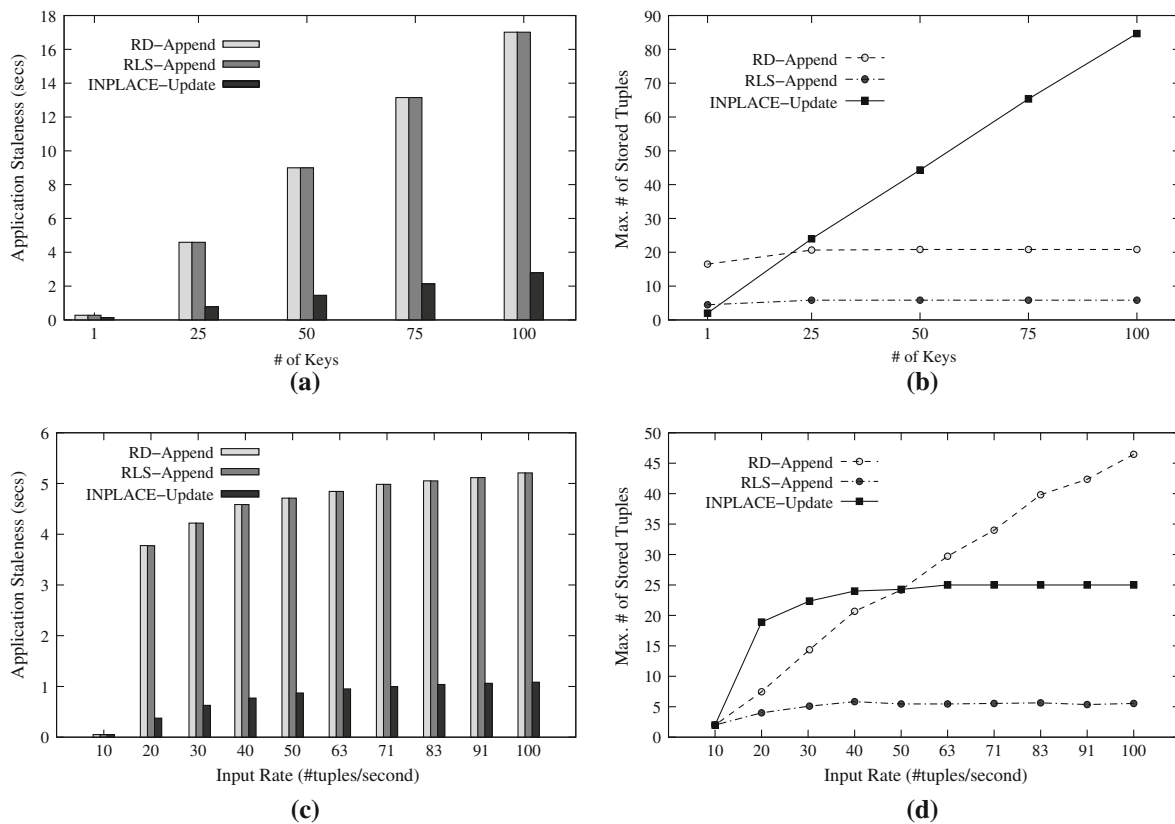 18
16
14
12
10
8
6
4
2
0
Application Staleness (secs)
RD–Append
RLS–Append
INPLACE–Update
1 25 50 75 100
# of Keys
(a)
90
80
70
60
50
40
30
20
10
0
Max. # of Stored Tuples
RD–Append
RLS–Append
INPLACE–Update
1 25 50 75 100
# of Keys
(b)
6
5
4
3
2
1
0
Application Staleness (secs)
RD–Append
RLS–Append
INPLACE–Update
10 20 30 40 50 63 71 83 91 100
Input Rate (#tuples/second)
(c)
50
45
40
35
30
25
20
15
10
5
0
Max. # of Stored Tuples
RD–Append
RLS–Append
INPLACE–Update
10 20 30 40 50 63 71 83 91 100
Input Rate (#tuples/second)
(d)